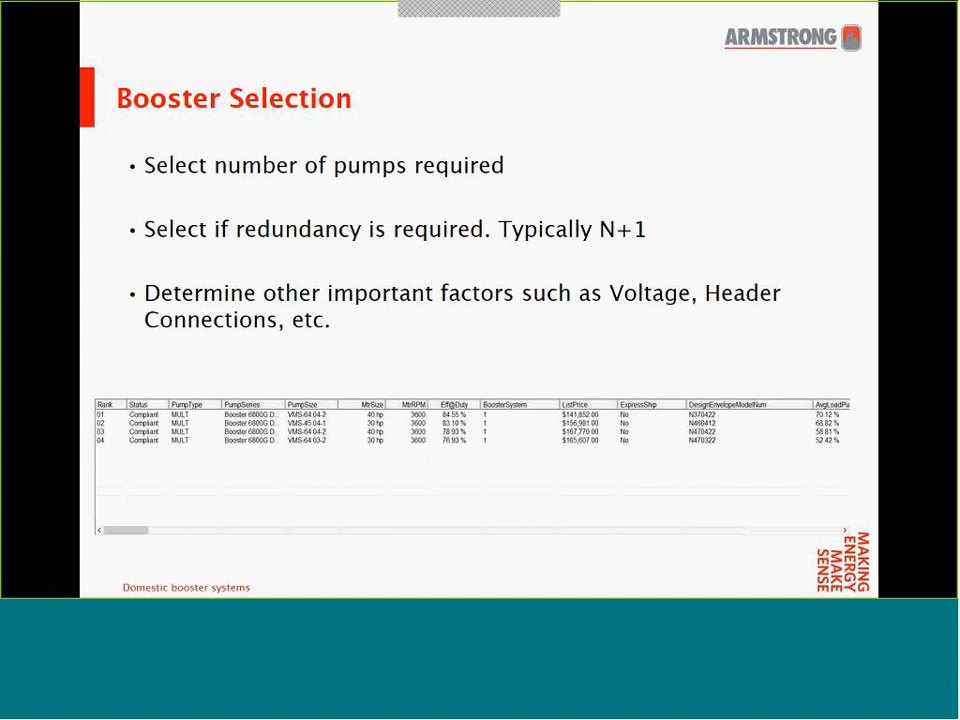 ARMSTRONG
Booster Selection
• Select number of pumps required
• Select if redundancy is required. Typically N+1
• Determine other important factors such as Voltage, Header
Connections, etc.
Rank Status PumpType PumpSeries PumpSize MtrSize MtrRPM Eff@Duty BoosterSystem ListPrice ExpressShip DesignEnvelopeModelNum AvgLoadPu
01 Compliant MULT Booster 6800G D.. VMS-64 04-2 40 hp 3600 84.55 % 1 $141,852.00 No N370422 70.12 %
02 Compliant MULT Booster 6800G D.. VMS-45 04-1 30 hp 3600 83.10 % 1 $156,981.00 No N460412 68.82 %
03 Compliant MULT Booster 6800G D.. VMS-64 04-2 40 hp 3600 78.93 % 1 $167,770.00 No N470422 58.81 %
04 Compliant MULT Booster 6800G D.. VMS-64 03-2 30 hp 3600 76.93 % 1 $165,607.00 No N470322 52.42 %
Domestic booster systems
MAKING
ENERGY
MAKE
SENSE